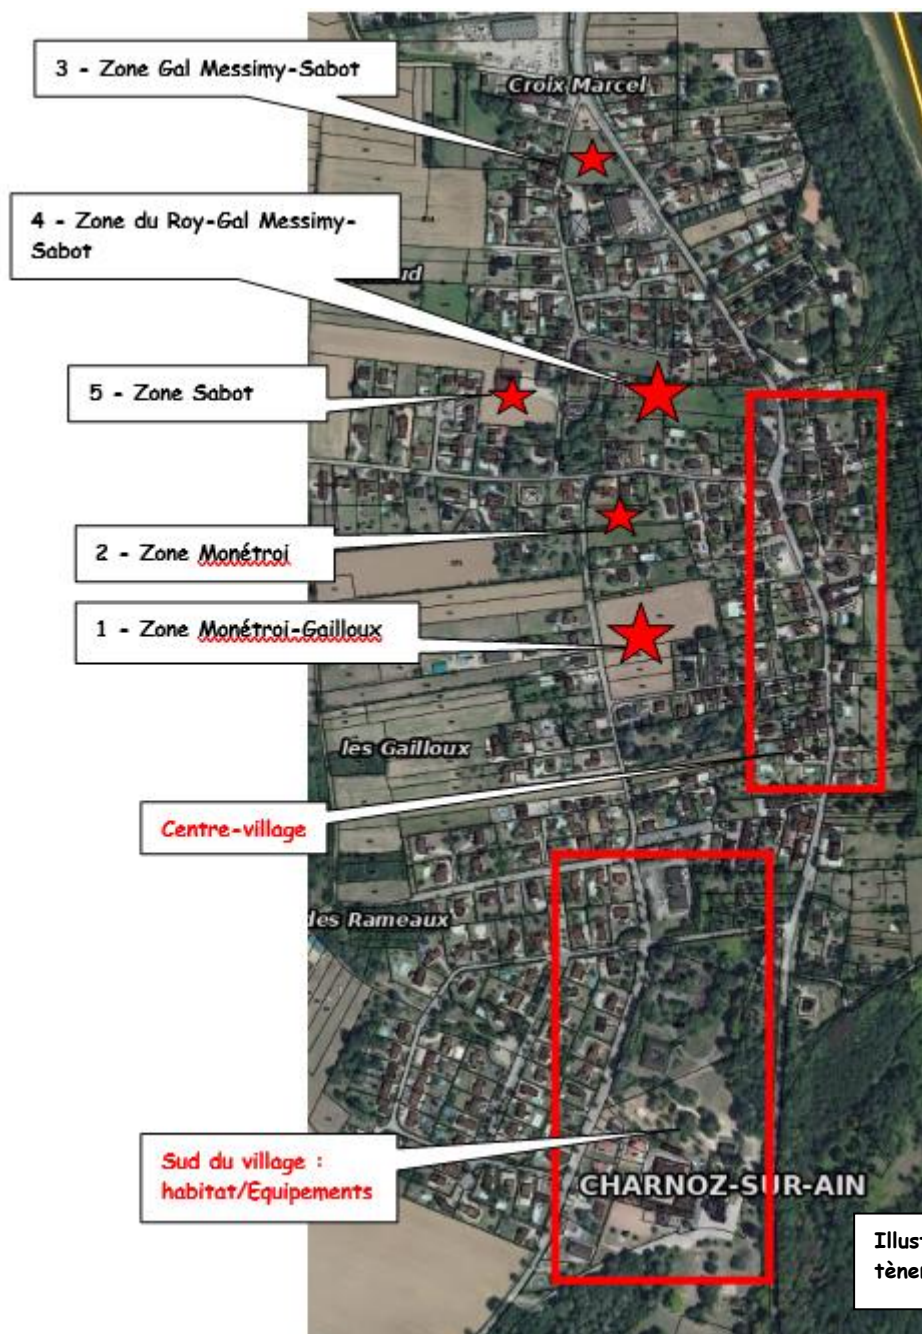 3 - Zone Gal Messimy-Sabot
Croix Marcel
4 - Zone du Roy-Gal Messimy-
Sabot
5 - Zone Sabot
2 - Zone Monétroi
1 - Zone Monétroi-Gailloux
les Gailloux
Centre-village
des Rameaux
Sud du village :
habitat/Equipements
CHARNOZ-SUR-AIN